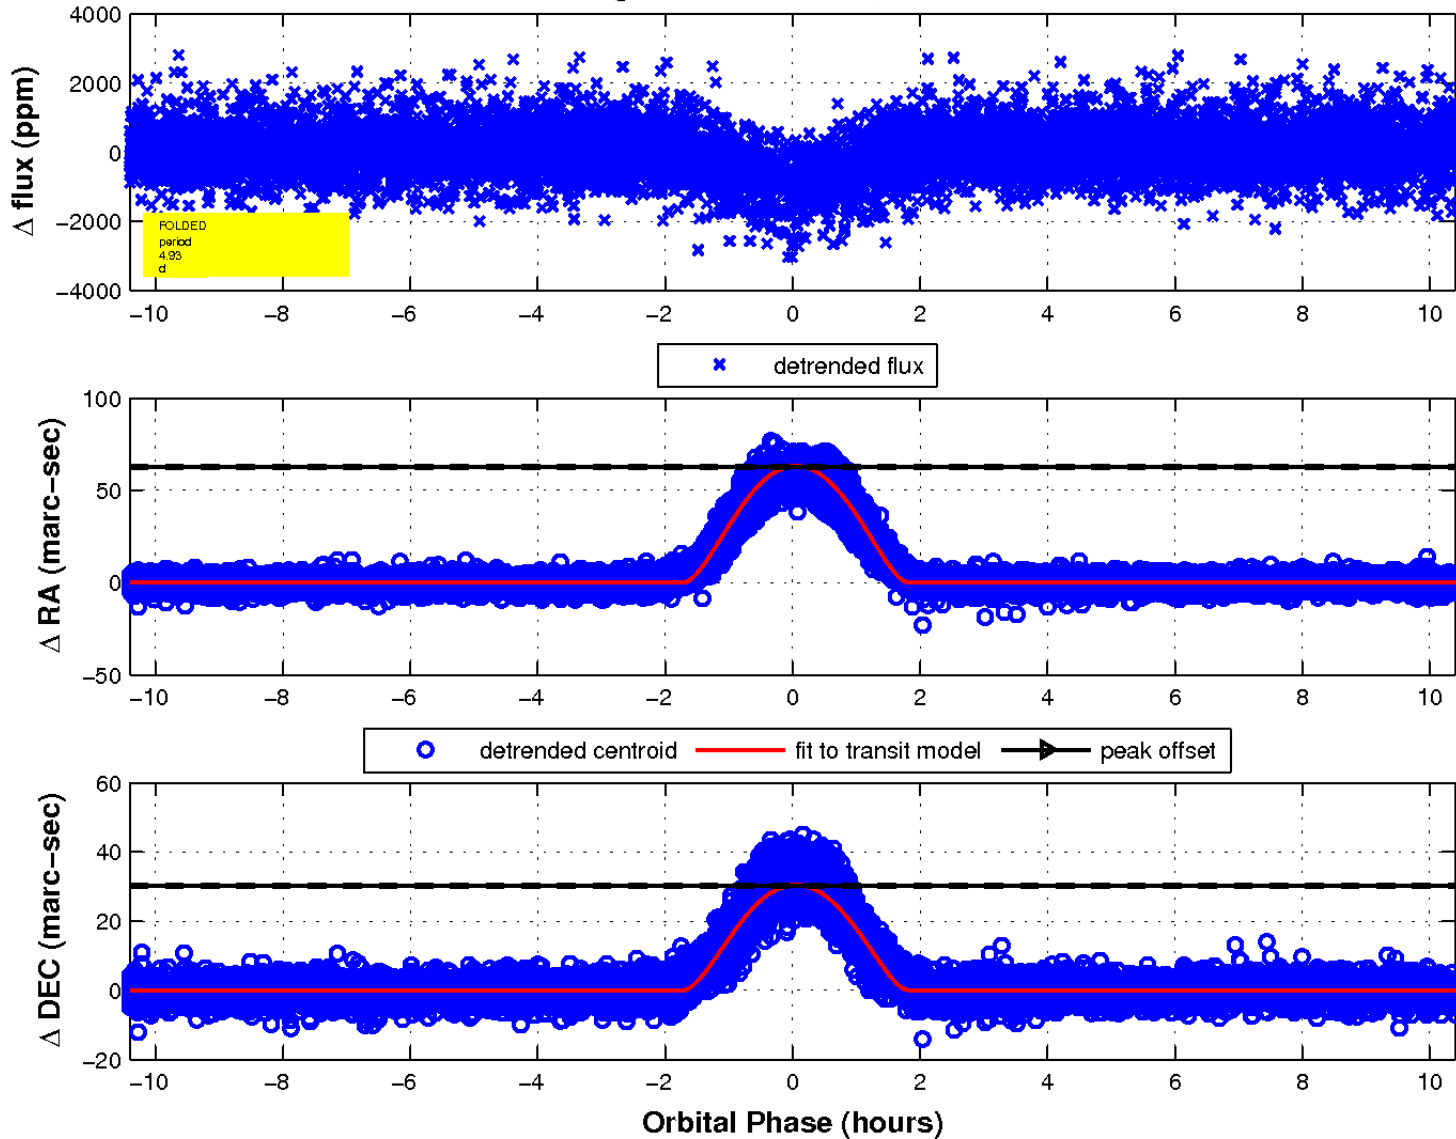 4000
2000
0
−2000
−4000
Δ flux (ppm)
FOLDED
period
4.93
d
−10 −8 −6 −4 −2 0 2 4 6 8 10
detrended flux
100
50
0
−50
Δ RA (marc−sec)
−10 −8 −6 −4 −2 0 2 4 6 8 10
detrended centroid fit to transit model peak offset
60
40
20
0
−20
Δ DEC (marc−sec)
−10 −8 −6 −4 −2 0 2 4 6 8 10
Orbital Phase (hours)